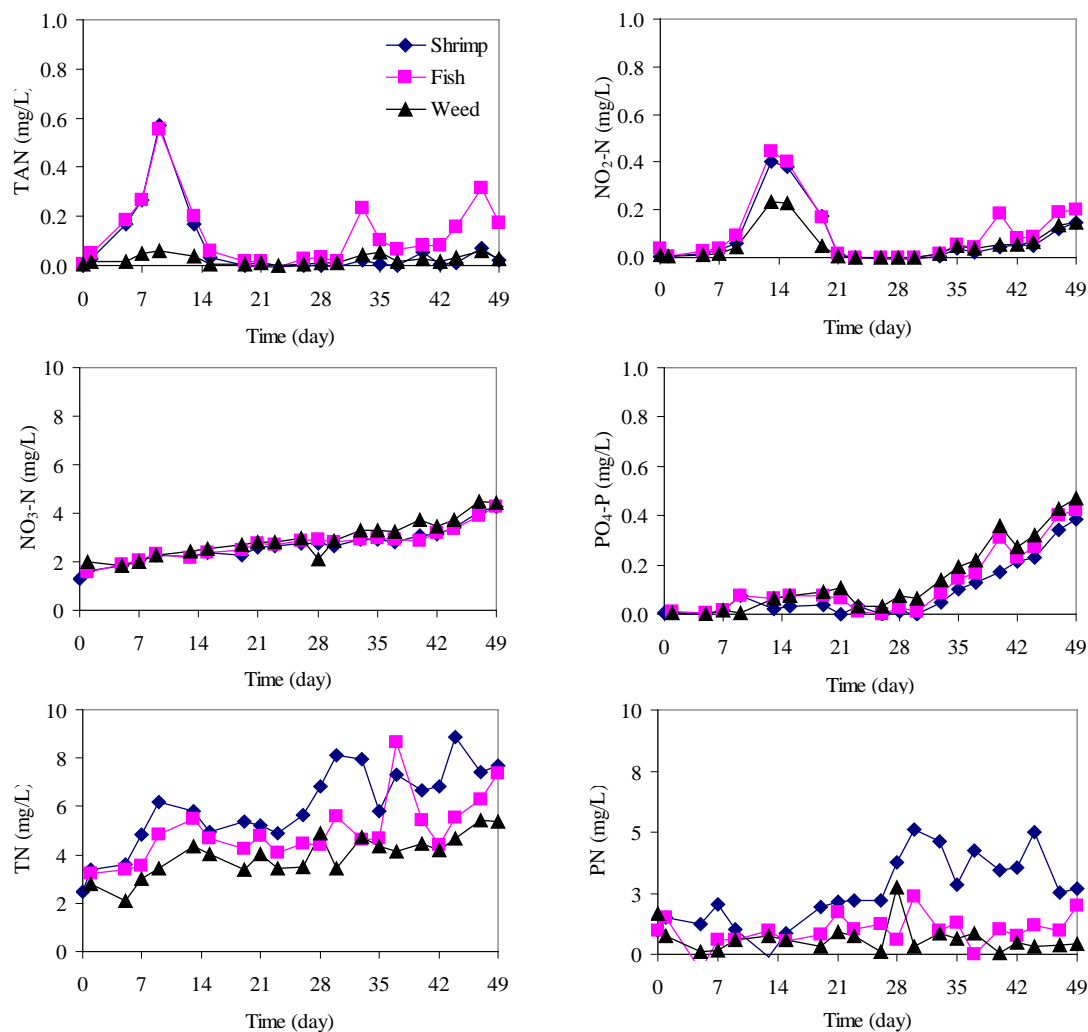 1.0
0.8
0.6
0.4
0.2
0.0
TAN (mg/L)
Shrimp
Fish
Weed
0 7 14 21 28 35 42 49
Time (day)
1.0
0.8
0.6
0.4
0.2
0.0
NO₂-N (mg/L)
0 7 14 21 28 35 42 49
Time (day)
10
8
6
4
2
0
NO₃-N (mg/L)
0 7 14 21 28 35 42 49
Time (day)
1.0
0.8
0.6
0.4
0.2
0.0
PO₄-P (mg/L)
0 7 14 21 28 35 42 49
Time (day)
10
8
6
4
2
0
TN (mg/L)
0 7 14 21 28 35 42 49
Time (day)
10
8
5
3
0
PN (mg/L)
0 7 14 21 28 35 42 49
Time (day)